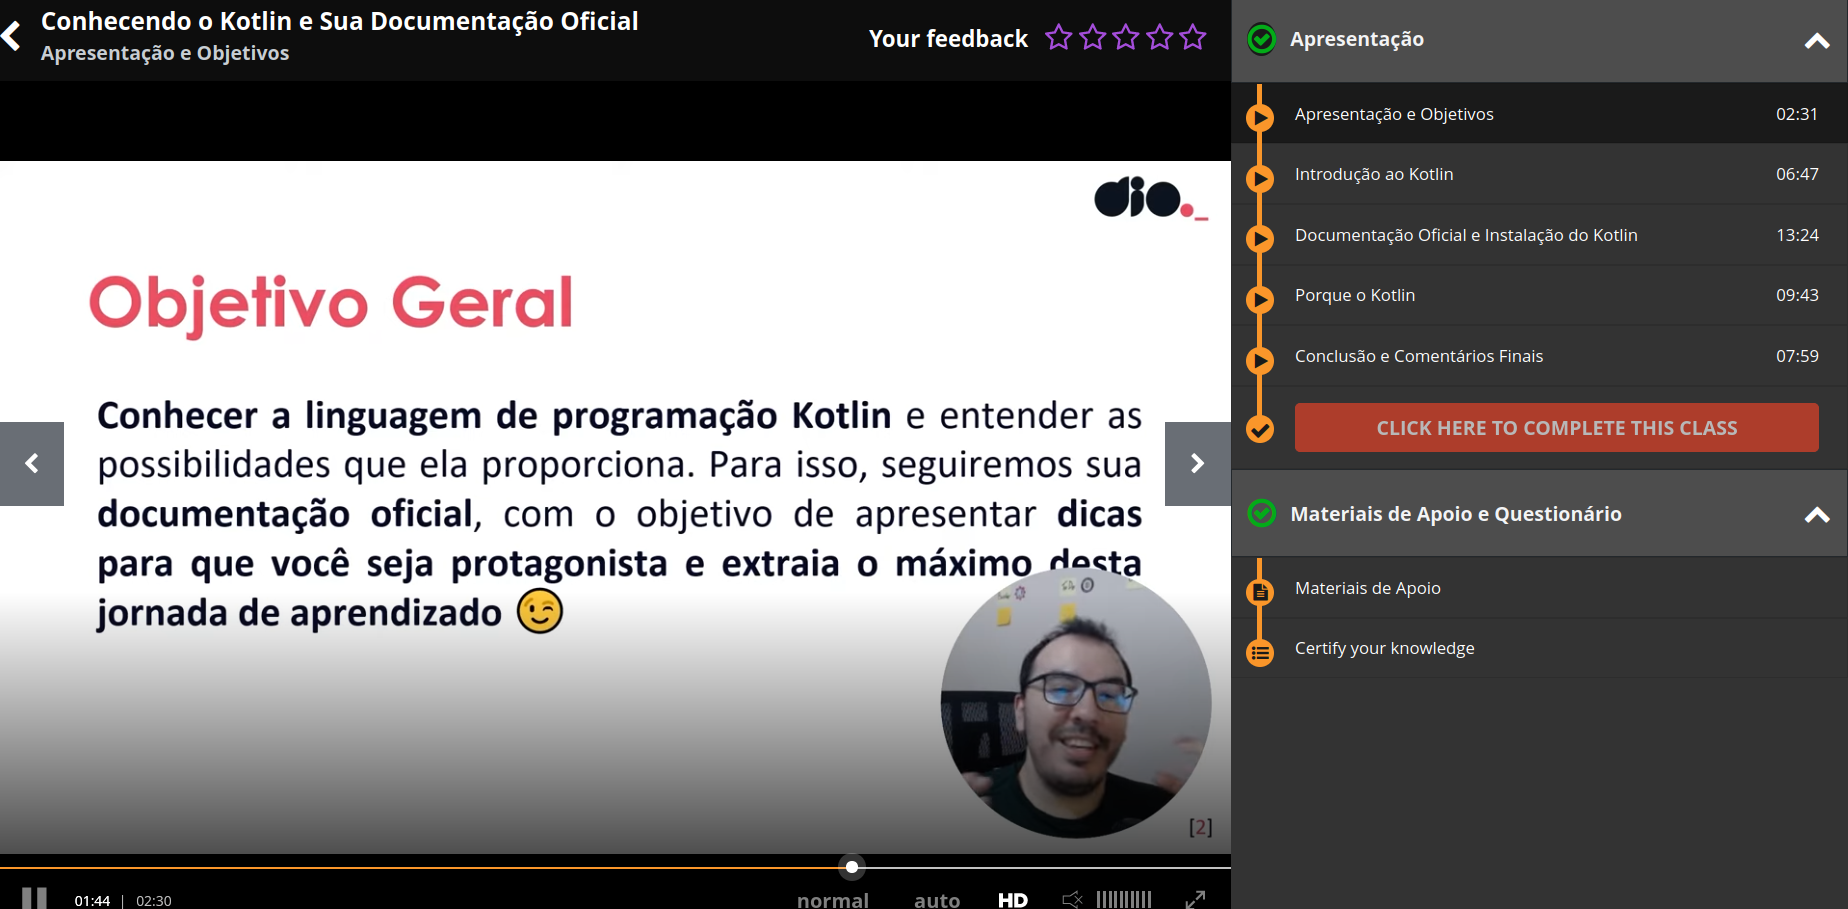 Conhecendo o Kotlin e Sua Documentação Oficial
Apresentação e Objetivos
Your feedback
dio._
Objetivo Geral
Conhecer a linguagem de programação Kotlin e entender as
possibilidades que ela proporciona. Para isso, seguiremos sua
documentação oficial, com o objetivo de apresentar dicas
para que você seja protagonista e extraia o máximo desta
jornada de aprendizado 😉
[2]
01:44 | 02:30
normal
auto
HD
Apresentação
Apresentação e Objetivos 02:31
Introdução ao Kotlin 06:47
Documentação Oficial e Instalação do Kotlin 13:24
Porque o Kotlin 09:43
Conclusão e Comentários Finais 07:59
CLICK HERE TO COMPLETE THIS CLASS
Materiais de Apoio e Questionário
Materiais de Apoio
Certify your knowledge